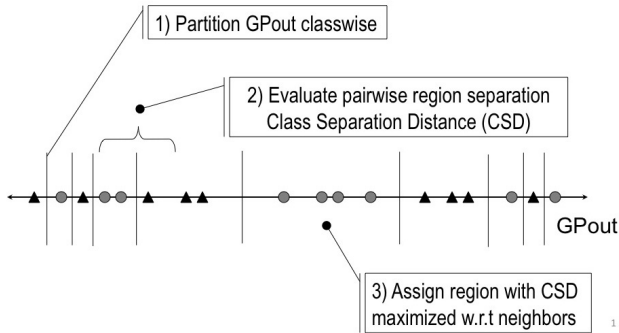 1) Partition GPout classwise
2) Evaluate pairwise region separation
Class Separation Distance (CSD)
GPout
3) Assign region with CSD
maximized w.r.t neighbors
1